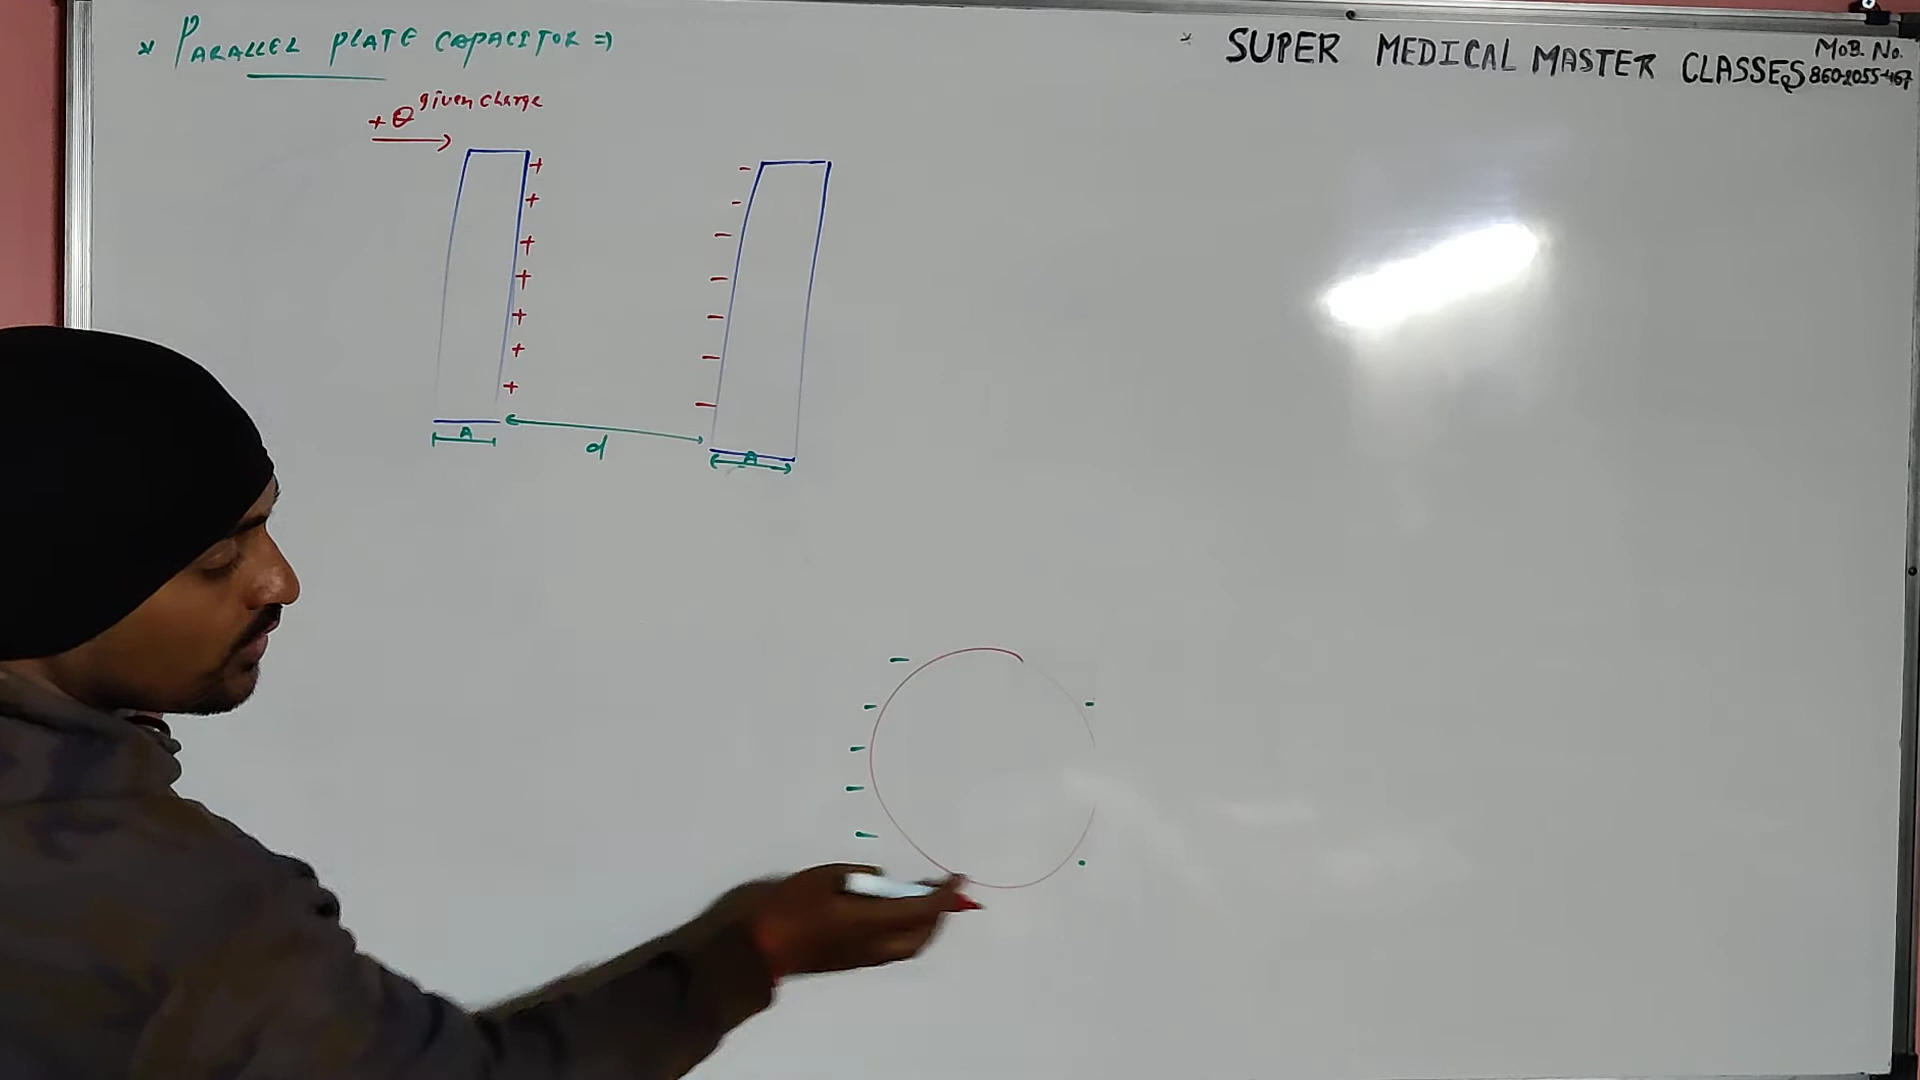 * PARALLEL PLATE CAPACITOR ⇒
* SUPER MEDICAL MASTER CLASSES
MOB. No.
860-2055-467
+Q given charge
+ -
+ -
+ -
+ -
+ -
+ -
+ -
A
d
A